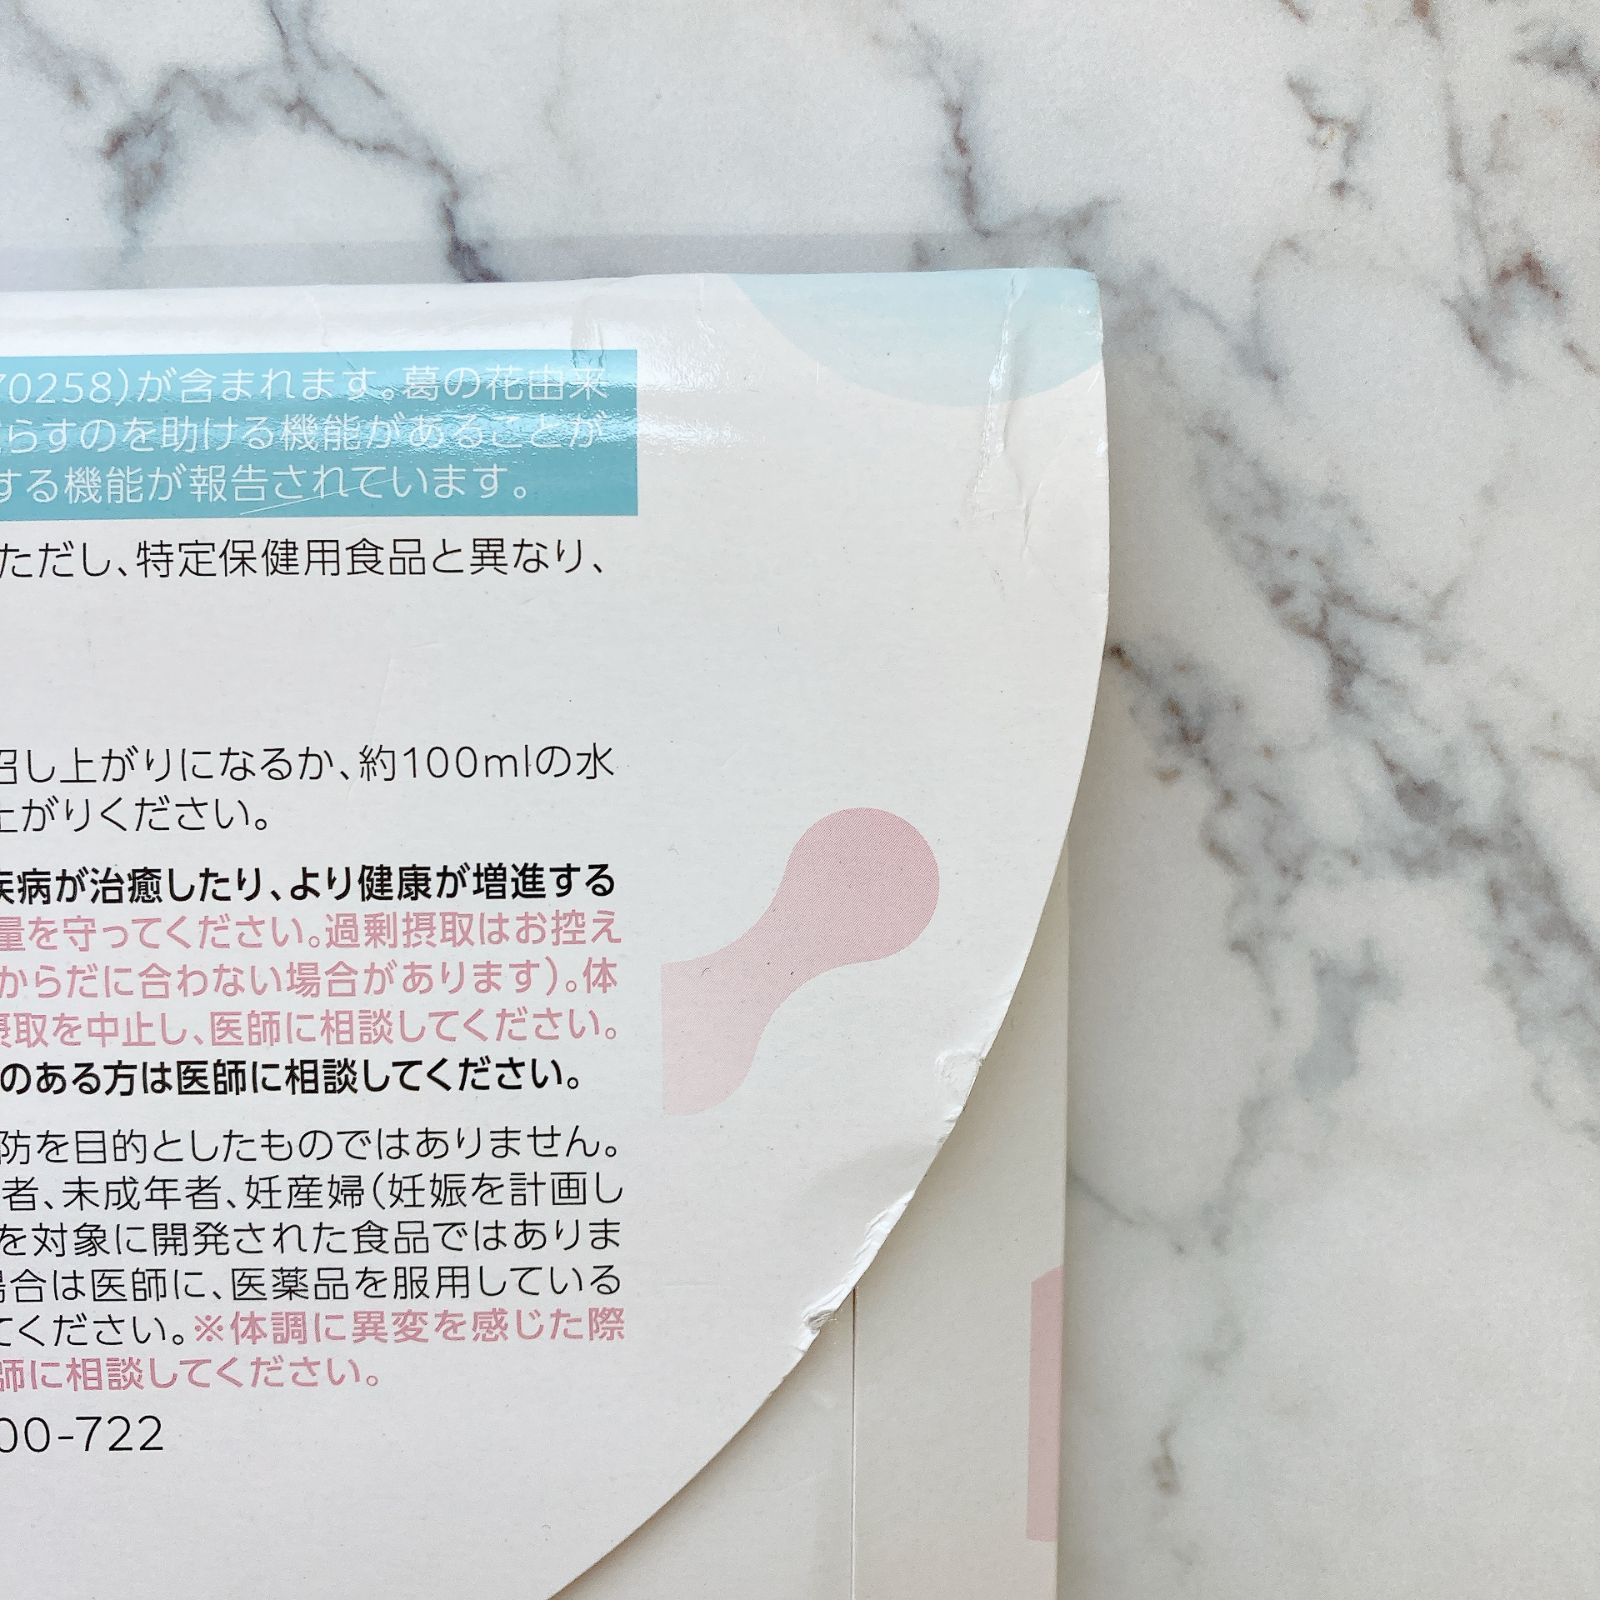 70258)が含まれます。葛の花由来
らすのを助ける機能があることが
する機能が報告されています。
ただし、特定保健用食品と異なり、
召し上がりになるか、約100mlの水
上がりください。
疾病が治癒したり、より健康が増進する
量を守ってください。過剰摂取はお控え
からだに合わない場合があります)。体
摂取を中止し、医師に相談してください。
のある方は医師に相談してください。
防を目的としたものではありません。
者、未成年者、妊産婦(妊娠を計画し
を対象に開発された食品ではありま
場合は医師に、医薬品を服用している
てください。※体調に異変を感じた際
師に相談してください。
00-722